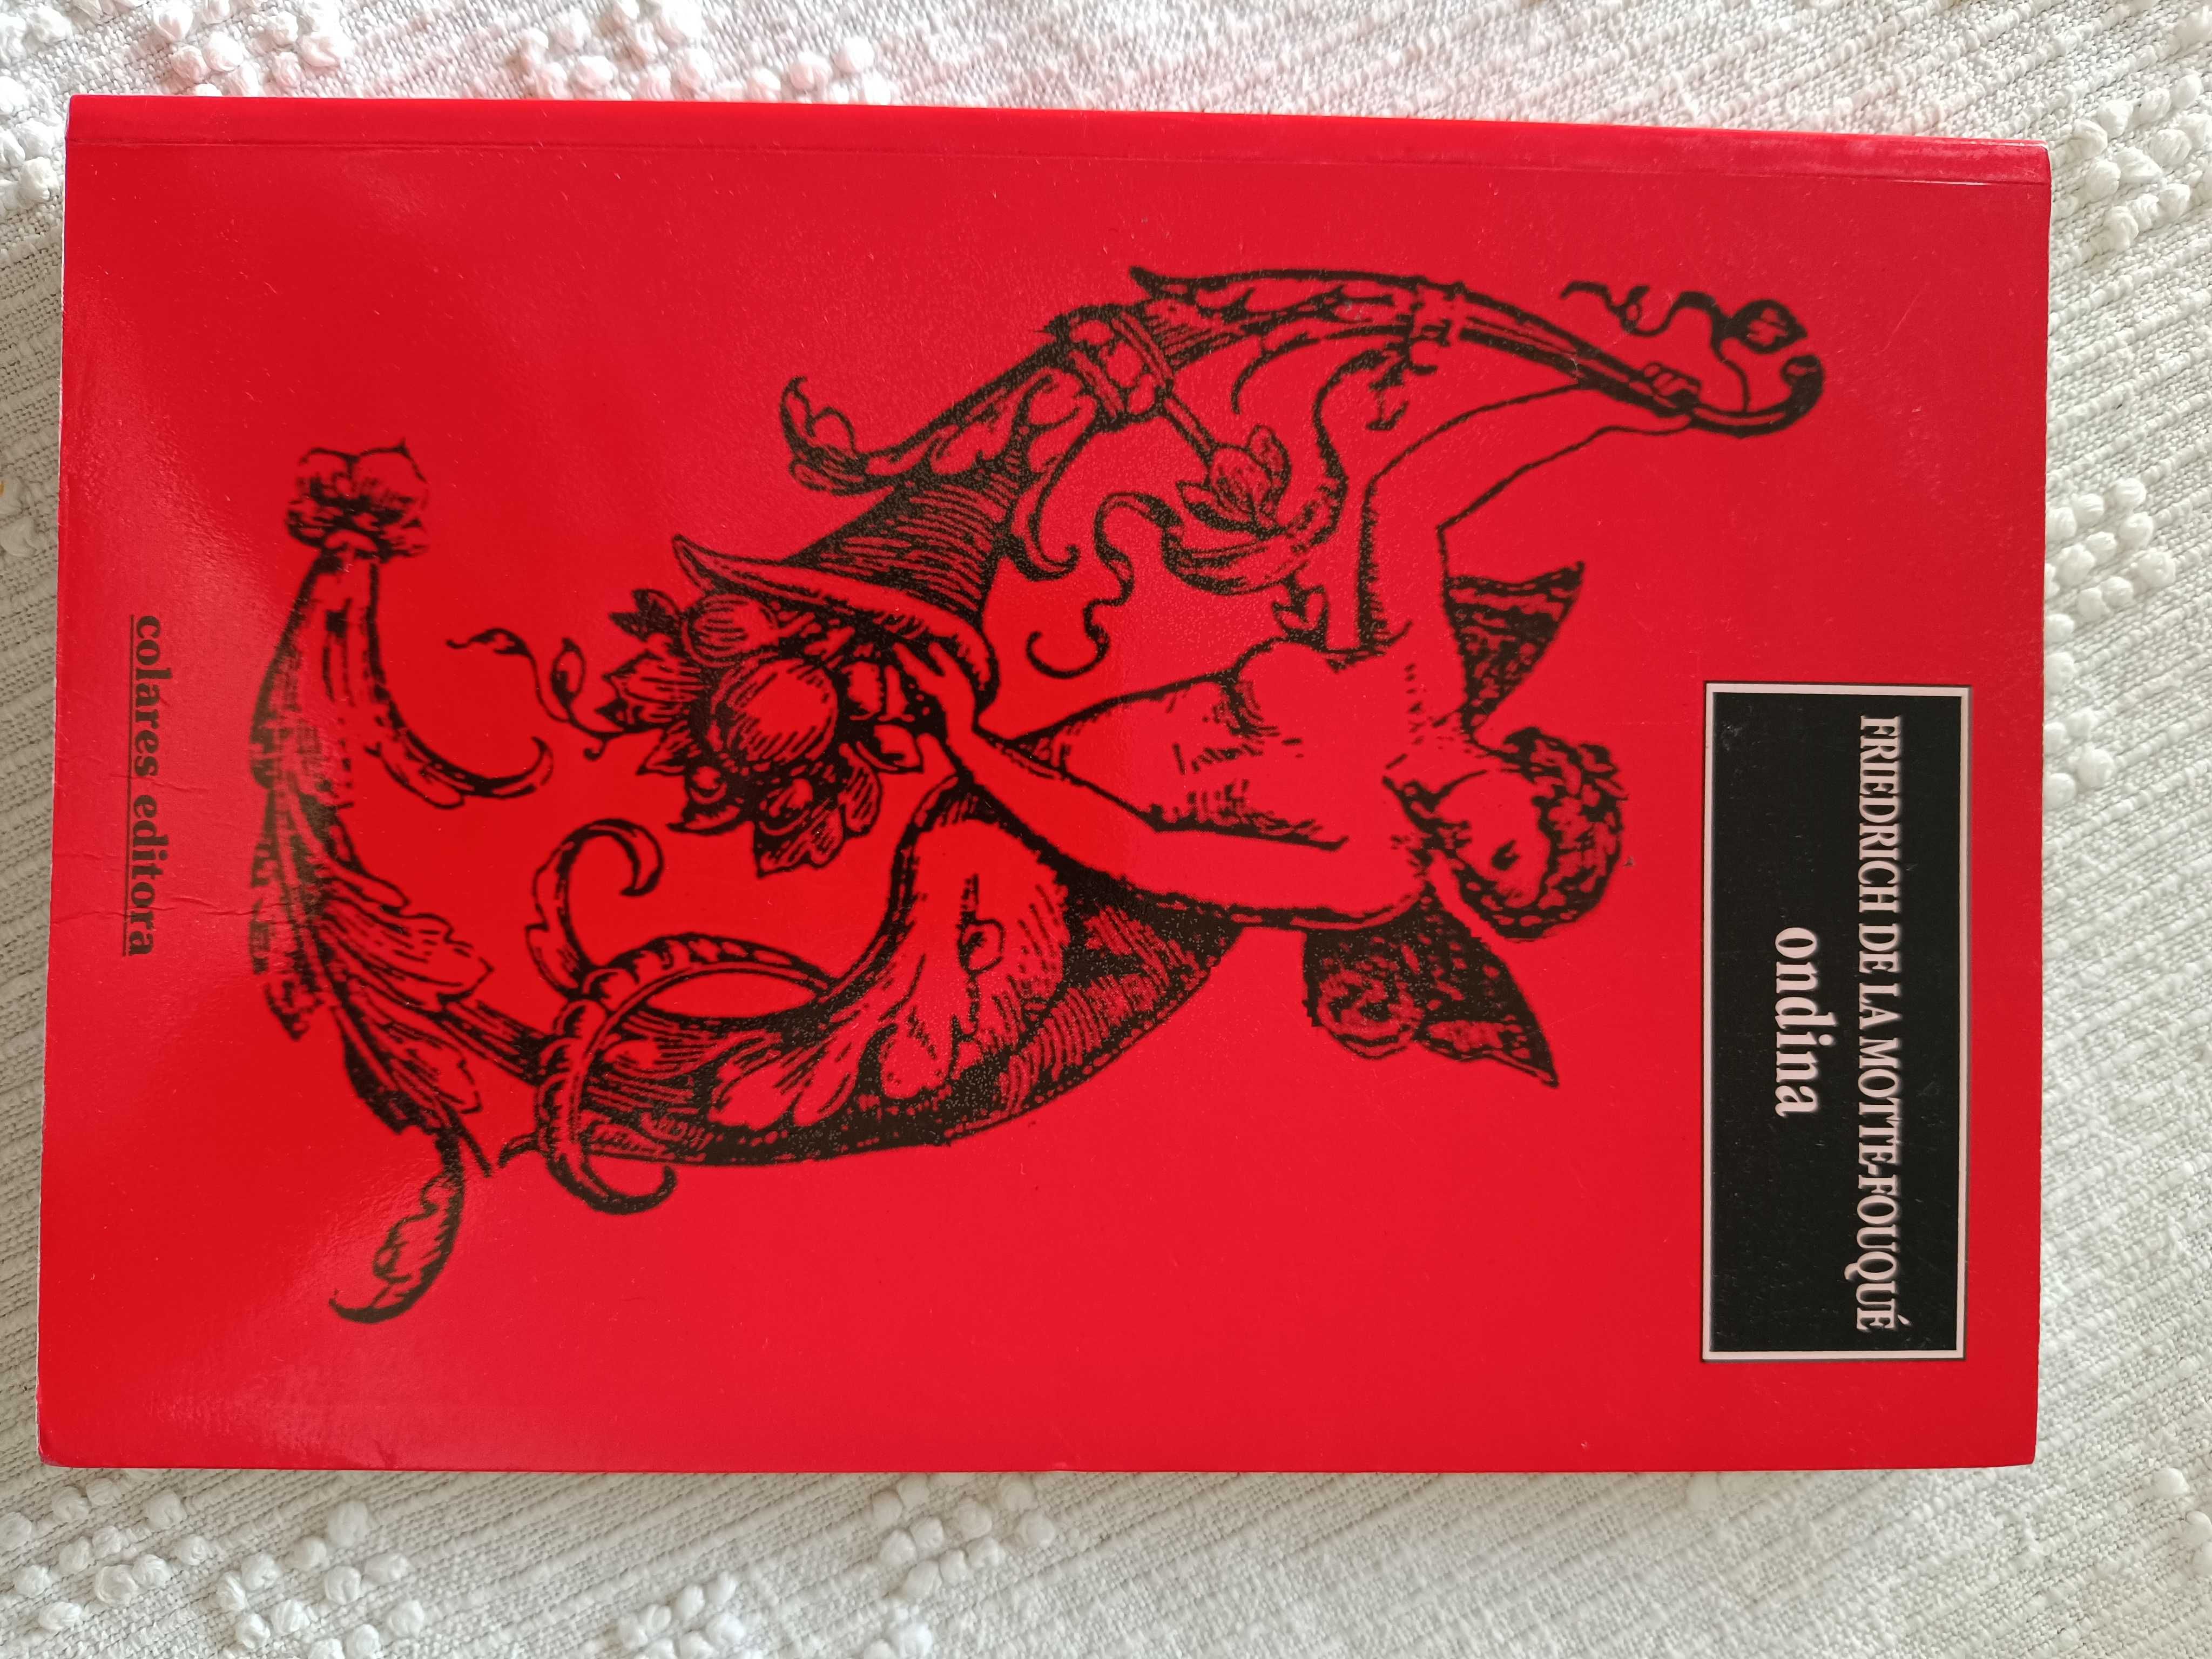 FRIEDRICH DE LA MOTTE-FOUQUÉ
ondina
colares editora